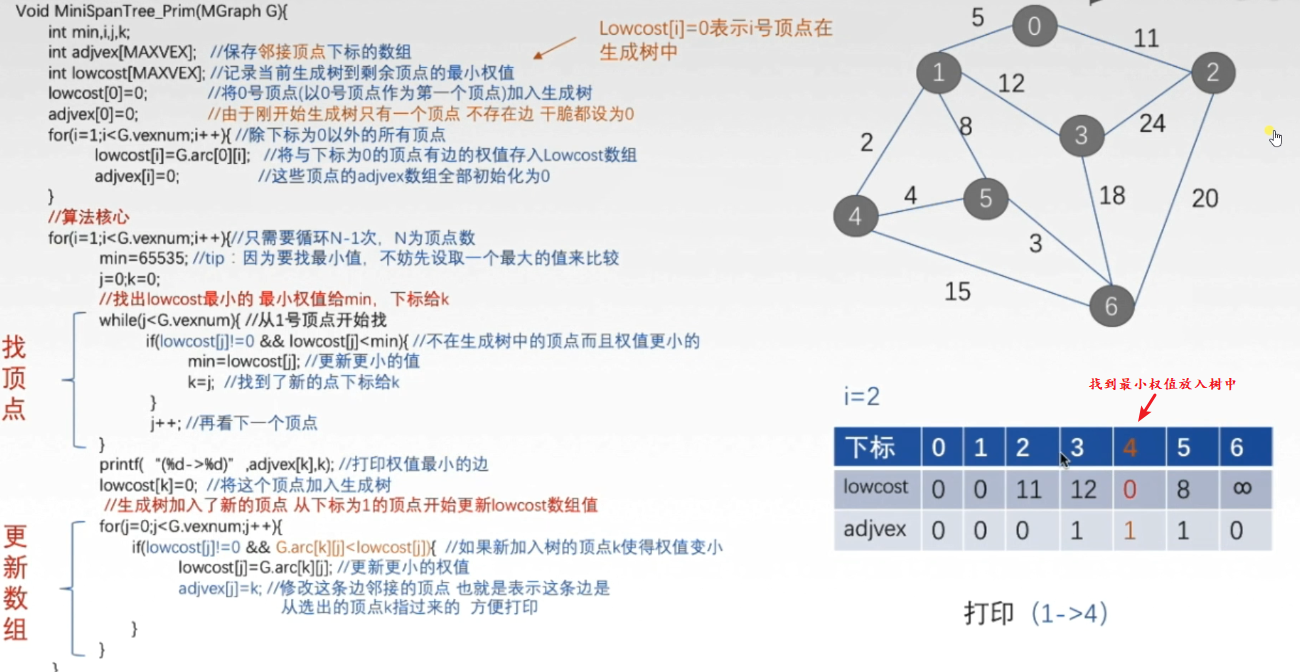 Void MiniSpanTree_Prim(MGraph G){
int min,i,j,k;
int adjvex[MAXVEX]; //保存邻接顶点下标的数组
int lowcost[MAXVEX]; //记录当前生成树到剩余顶点的最小权值
lowcost[0]=0; //将0号顶点(以0号顶点作为第一个顶点)加入生成树
adjvex[0]=0; //由于刚开始生成树只有一个顶点 不存在边 干脆都设为0
for(i=1;i<G.vexnum;i++){ //除下标为0以外的所有顶点
lowcost[i]=G.arc[0][i]; //将与下标为0的顶点有边的权值存入Lowcost数组
adjvex[i]=0; //这些顶点的adjvex数组全部初始化为0
}
//算法核心
for(i=1;i<G.vexnum;i++){//只需要循环N-1次，N为顶点数
min=65535; //tip：因为要找最小值，不妨先设取一个最大的值来比较
j=0;k=0;
//找出lowcost最小的 最小权值给min，下标给k
while(j<G.vexnum){ //从1号顶点开始找
if(lowcost[j]!=0 && lowcost[j]<min){ //不在生成树中的顶点而且权值更小的
min=lowcost[j]; //更新更小的值
k=j; //找到了新的点下标给k
}
j++; //再看下一个顶点
}
printf( “(%d->%d)” ,adjvex[k],k); //打印权值最小的边
lowcost[k]=0; //将这个顶点加入生成树
//生成树加入了新的顶点 从下标为1的顶点开始更新lowcost数组值
for(j=0;j<G.vexnum;j++){
if(lowcost[j]!=0 && G.arc[k][j]<lowcost[j]){ //如果新加入树的顶点k使得权值变小
lowcost[j]=G.arc[k][j]; //更新更小的权值
adjvex[j]=k; //修改这条边邻接的顶点 也就是表示这条边是
从选出的顶点k指过来的 方便打印
}
}
}
找
顶
点
更
新
数
组
Lowcost[i]=0表示i号顶点在
生成树中
5
0
11
1
12
2
8
3
24
2
4
5
18
20
4
3
15
6
i=2
找到最小权值放入树中
下标 0 1 2 3 4 5 6
lowcost 0 0 11 12 0 8 ∞
adjvex 0 0 0 1 1 1 0
打印（1->4）